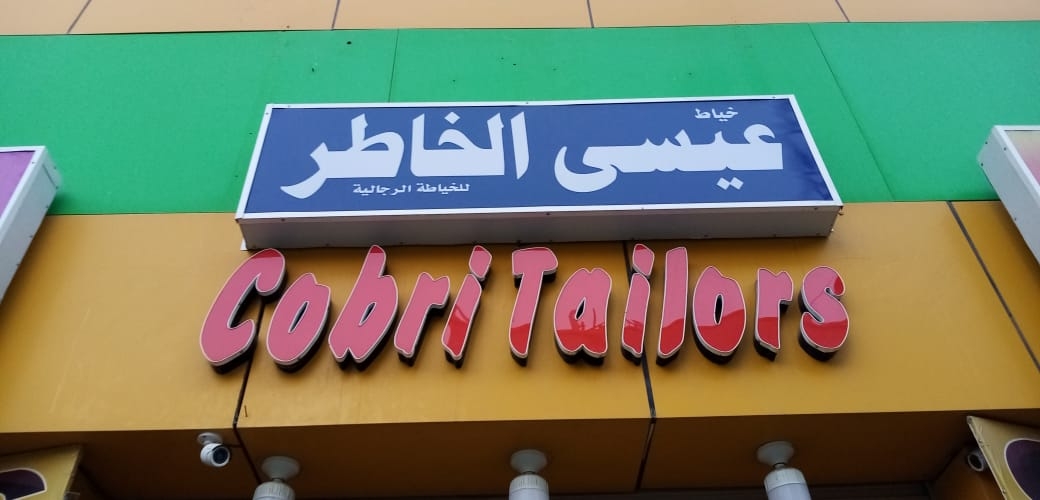 خياط
عيسى الخاطر
للخياطة الرجالية
Cobri Tailors